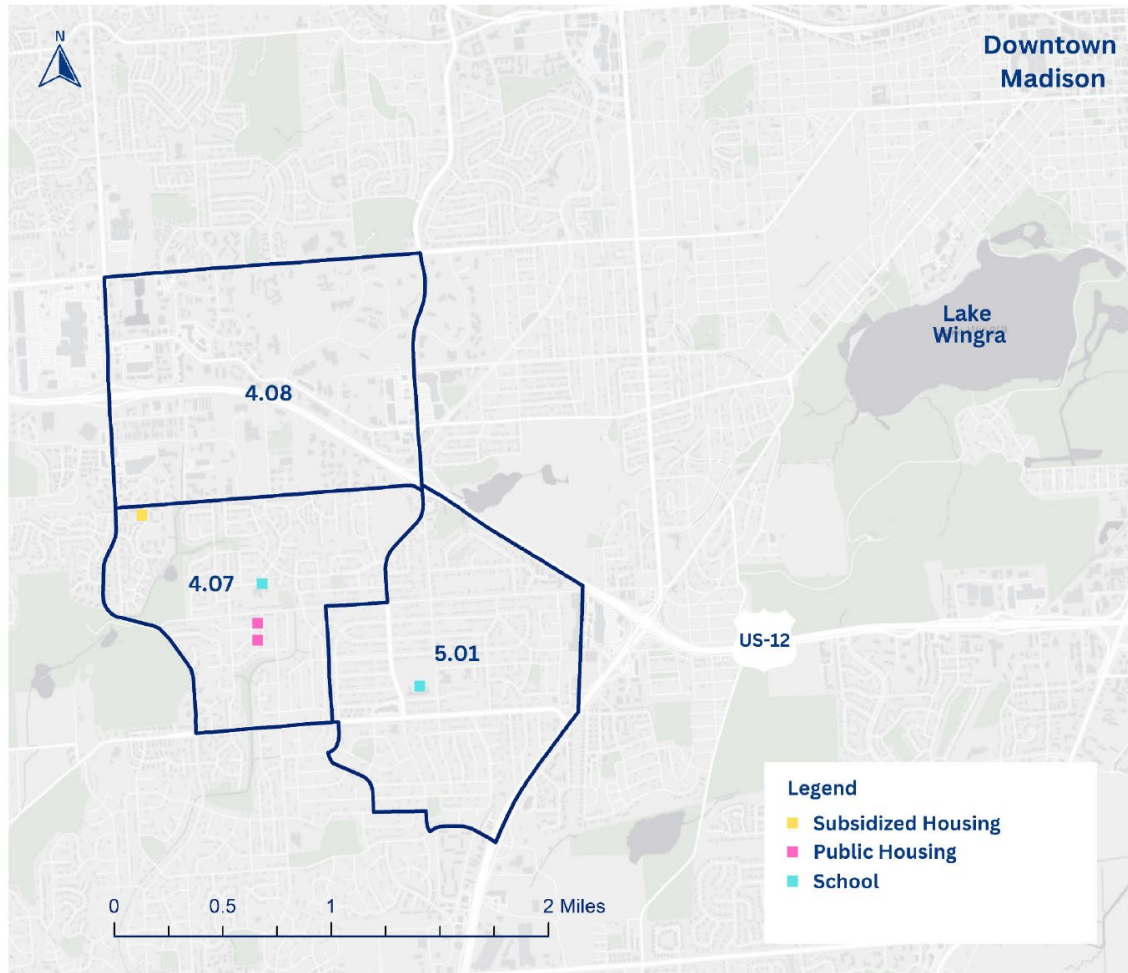 N
Downtown
Madison
Lake
Wingra
4.08
4.07
5.01
US-12
Legend
Subsidized Housing
Public Housing
School
0 0.5 1 2 Miles